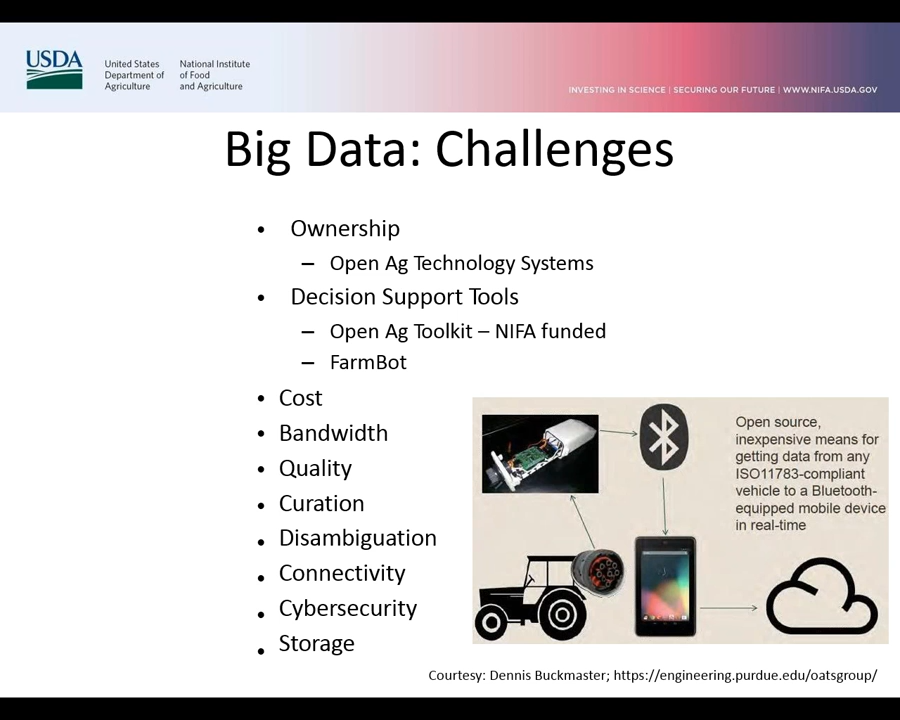 USDA
United States
Department of
Agriculture
National Institute
of Food
and Agriculture
INVESTING IN SCIENCE | SECURING OUR FUTURE | WWW.NIFA.USDA.GOV
Big Data: Challenges
• Ownership
– Open Ag Technology Systems
• Decision Support Tools
– Open Ag Toolkit – NIFA funded
– FarmBot
• Cost
• Bandwidth
• Quality
• Curation
• Disambiguation
• Connectivity
• Cybersecurity
• Storage
Open source,
inexpensive means for
getting data from any
ISO11783-compliant
vehicle to a Bluetooth-
equipped mobile device
in real-time
Courtesy: Dennis Buckmaster; https://engineering.purdue.edu/oatsgroup/